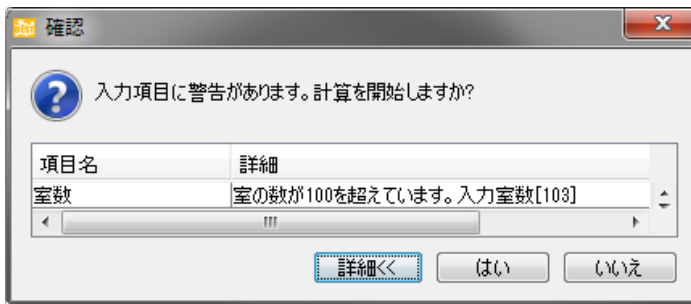 確認
入力項目に警告があります。計算を開始しますか?
項目名 詳細
室数 室の数が100を超えています。入力室数[103]
詳細<< はい いいえ